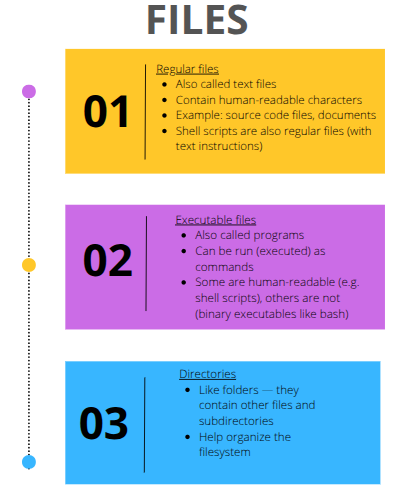 FILES
01
Regular files
• Also called text files
• Contain human-readable characters
• Example: source code files, documents
• Shell scripts are also regular files (with
text instructions)
02
Executable files
• Also called programs
• Can be run (executed) as
commands
• Some are human-readable (e.g.
shell scripts), others are not
(binary executables like bash)
03
Directories
• Like folders — they
contain other files and
subdirectories
• Help organize the
filesystem